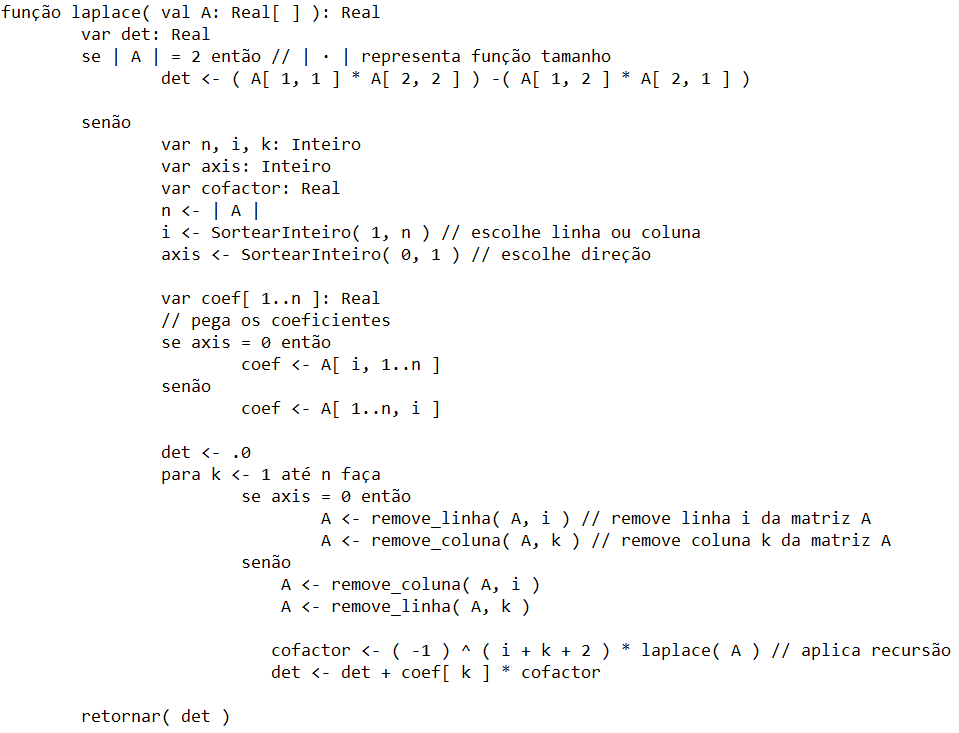 função laplace( val A: Real[ ] ): Real
var det: Real
se | A | = 2 então // | · | representa função tamanho
det <- ( A[ 1, 1 ] * A[ 2, 2 ] ) -( A[ 1, 2 ] * A[ 2, 1 ] )
senão
var n, i, k: Inteiro
var axis: Inteiro
var cofactor: Real
n <- | A |
i <- SortearInteiro( 1, n ) // escolhe linha ou coluna
axis <- SortearInteiro( 0, 1 ) // escolhe direção
var coef[ 1..n ]: Real
// pega os coeficientes
se axis = 0 então
coef <- A[ i, 1..n ]
senão
coef <- A[ 1..n, i ]
det <- .0
para k <- 1 até n faça
se axis = 0 então
A <- remove_linha( A, i ) // remove linha i da matriz A
A <- remove_coluna( A, k ) // remove coluna k da matriz A
senão
A <- remove_coluna( A, i )
A <- remove_linha( A, k )
cofactor <- ( -1 ) ^ ( i + k + 2 ) * laplace( A ) // aplica recursão
det <- det + coef[ k ] * cofactor
retornar( det )